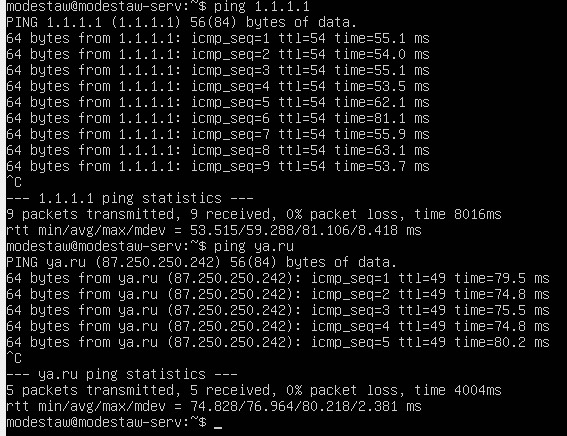 modestaw@modestaw-serv:~$ ping 1.1.1.1
PING 1.1.1.1 (1.1.1.1) 56(84) bytes of data.
64 bytes from 1.1.1.1: icmp_seq=1 ttl=54 time=55.1 ms
64 bytes from 1.1.1.1: icmp_seq=2 ttl=54 time=54.0 ms
64 bytes from 1.1.1.1: icmp_seq=3 ttl=54 time=55.1 ms
64 bytes from 1.1.1.1: icmp_seq=4 ttl=54 time=53.5 ms
64 bytes from 1.1.1.1: icmp_seq=5 ttl=54 time=62.1 ms
64 bytes from 1.1.1.1: icmp_seq=6 ttl=54 time=81.1 ms
64 bytes from 1.1.1.1: icmp_seq=7 ttl=54 time=55.9 ms
64 bytes from 1.1.1.1: icmp_seq=8 ttl=54 time=63.1 ms
64 bytes from 1.1.1.1: icmp_seq=9 ttl=54 time=53.7 ms
^C
--- 1.1.1.1 ping statistics ---
9 packets transmitted, 9 received, 0% packet loss, time 8016ms
rtt min/avg/max/mdev = 53.515/59.288/81.106/8.418 ms
modestaw@modestaw-serv:~$ ping ya.ru
PING ya.ru (87.250.250.242) 56(84) bytes of data.
64 bytes from ya.ru (87.250.250.242): icmp_seq=1 ttl=49 time=79.5 ms
64 bytes from ya.ru (87.250.250.242): icmp_seq=2 ttl=49 time=74.8 ms
64 bytes from ya.ru (87.250.250.242): icmp_seq=3 ttl=49 time=75.5 ms
64 bytes from ya.ru (87.250.250.242): icmp_seq=4 ttl=49 time=74.8 ms
64 bytes from ya.ru (87.250.250.242): icmp_seq=5 ttl=49 time=80.2 ms
^C
--- ya.ru ping statistics ---
5 packets transmitted, 5 received, 0% packet loss, time 4004ms
rtt min/avg/max/mdev = 74.828/76.964/80.218/2.381 ms
modestaw@modestaw-serv:~$ _